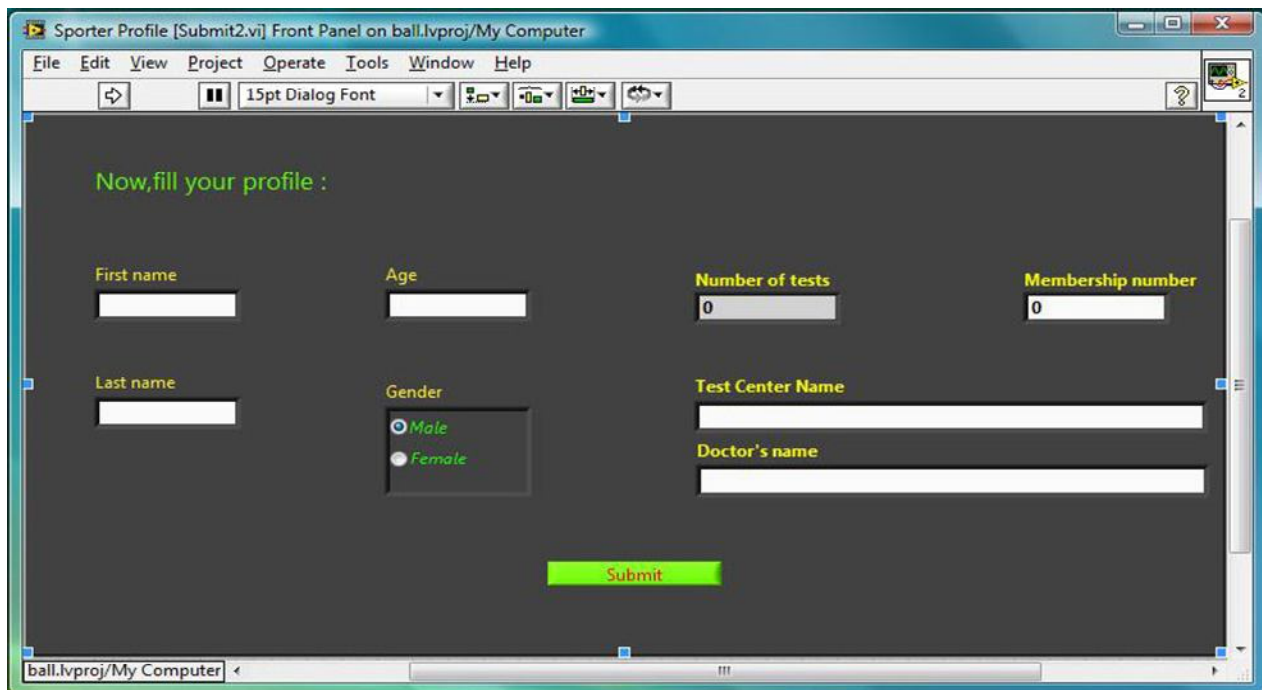 Sporter Profile [Submit2.vi] Front Panel on ball.lvproj/My Computer
File Edit View Project Operate Tools Window Help
15pt Dialog Font
?
2
Now,fill your profile :
First name
Age
Number of tests
Membership number
0
0
Last name
Gender
Test Center Name
Male
Doctor's name
Female
Submit
ball.lvproj/My Computer